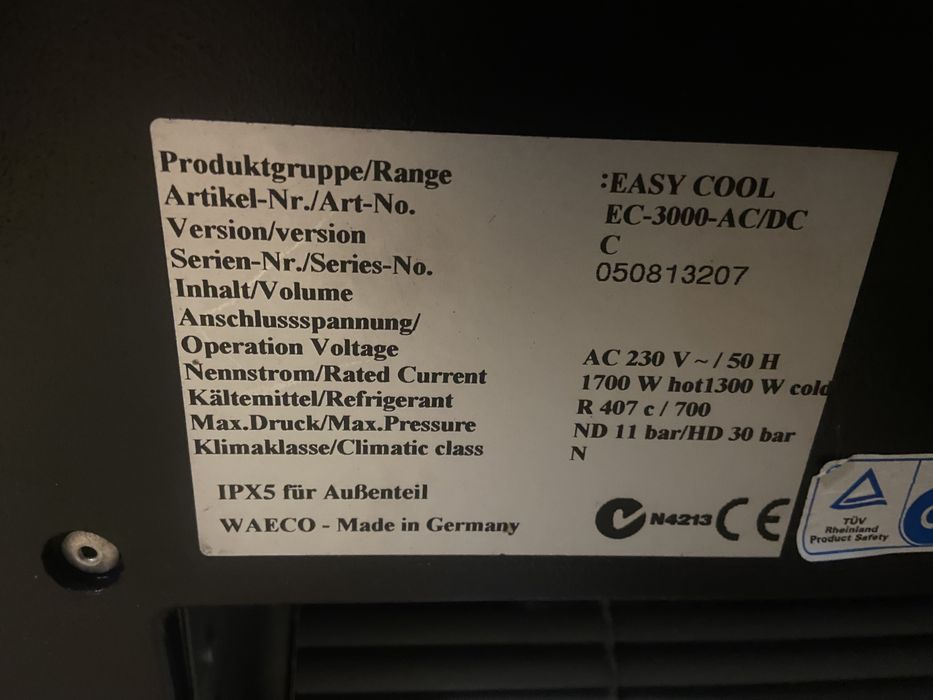 Produktgruppe/Range :EASY COOL
Artikel-Nr./Art-No. EC-3000-AC/DC
Version/version C
Serien-Nr./Series-No. 050813207
Inhalt/Volume
Anschlussspannung/
Operation Voltage AC 230 V ~ / 50 H
Nennstrom/Rated Current 1700 W hot1300 W cold
Kältemittel/Refrigerant R 407 c / 700
Max.Druck/Max.Pressure ND 11 bar/HD 30 bar
Klimaklasse/Climatic class N
IPX5 für Außenteil
WAECO - Made in Germany N4213 CE
TÜV
Rheinland
Product Safety